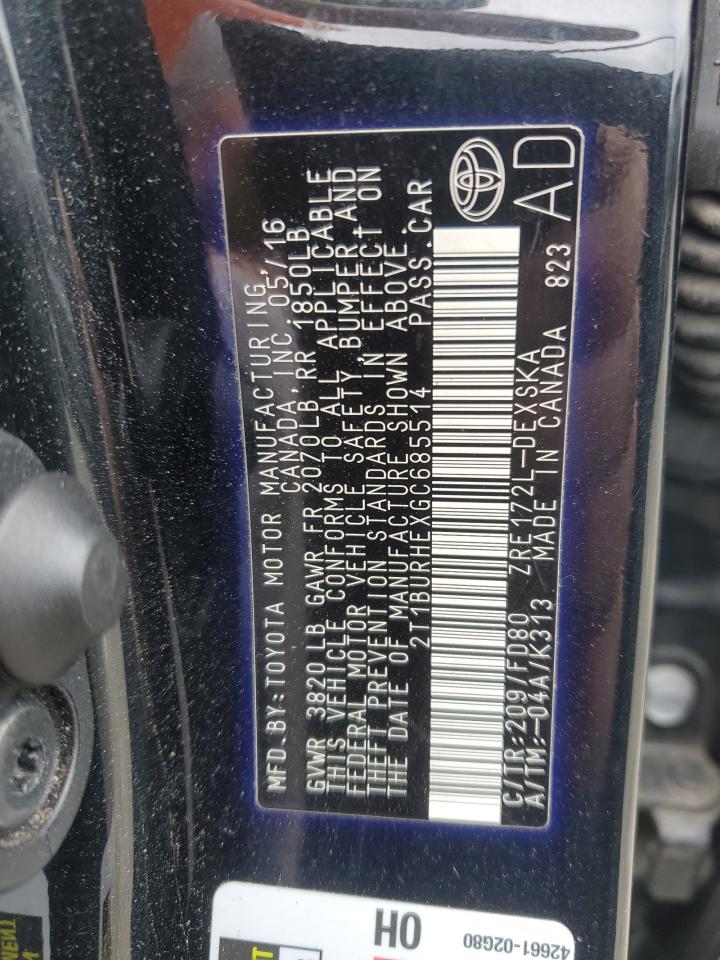 MFD.BY:TOYOTA MOTOR MANUFACTURING,
CANADA, INC. 05/16
GVWR 3820 LB GAWR FR 2070LB, RR 1850LB.
THIS VEHICLE CONFORMS TO ALL APPLICABLE
FEDERAL MOTOR VEHICLE SAFETY, BUMPER, AND
THEFT PREVENTION STANDARDS IN EFFECT ON
THE DATE OF MANUFACTURE SHOWN ABOVE.
2T1BURHEXGC685514 PASS.CAR
C/TR:209/FD80 ZRE172L-DEXSKA
A/TM:-04A/K313 MADE IN CANADA 823
AD
OH
42661-02G80